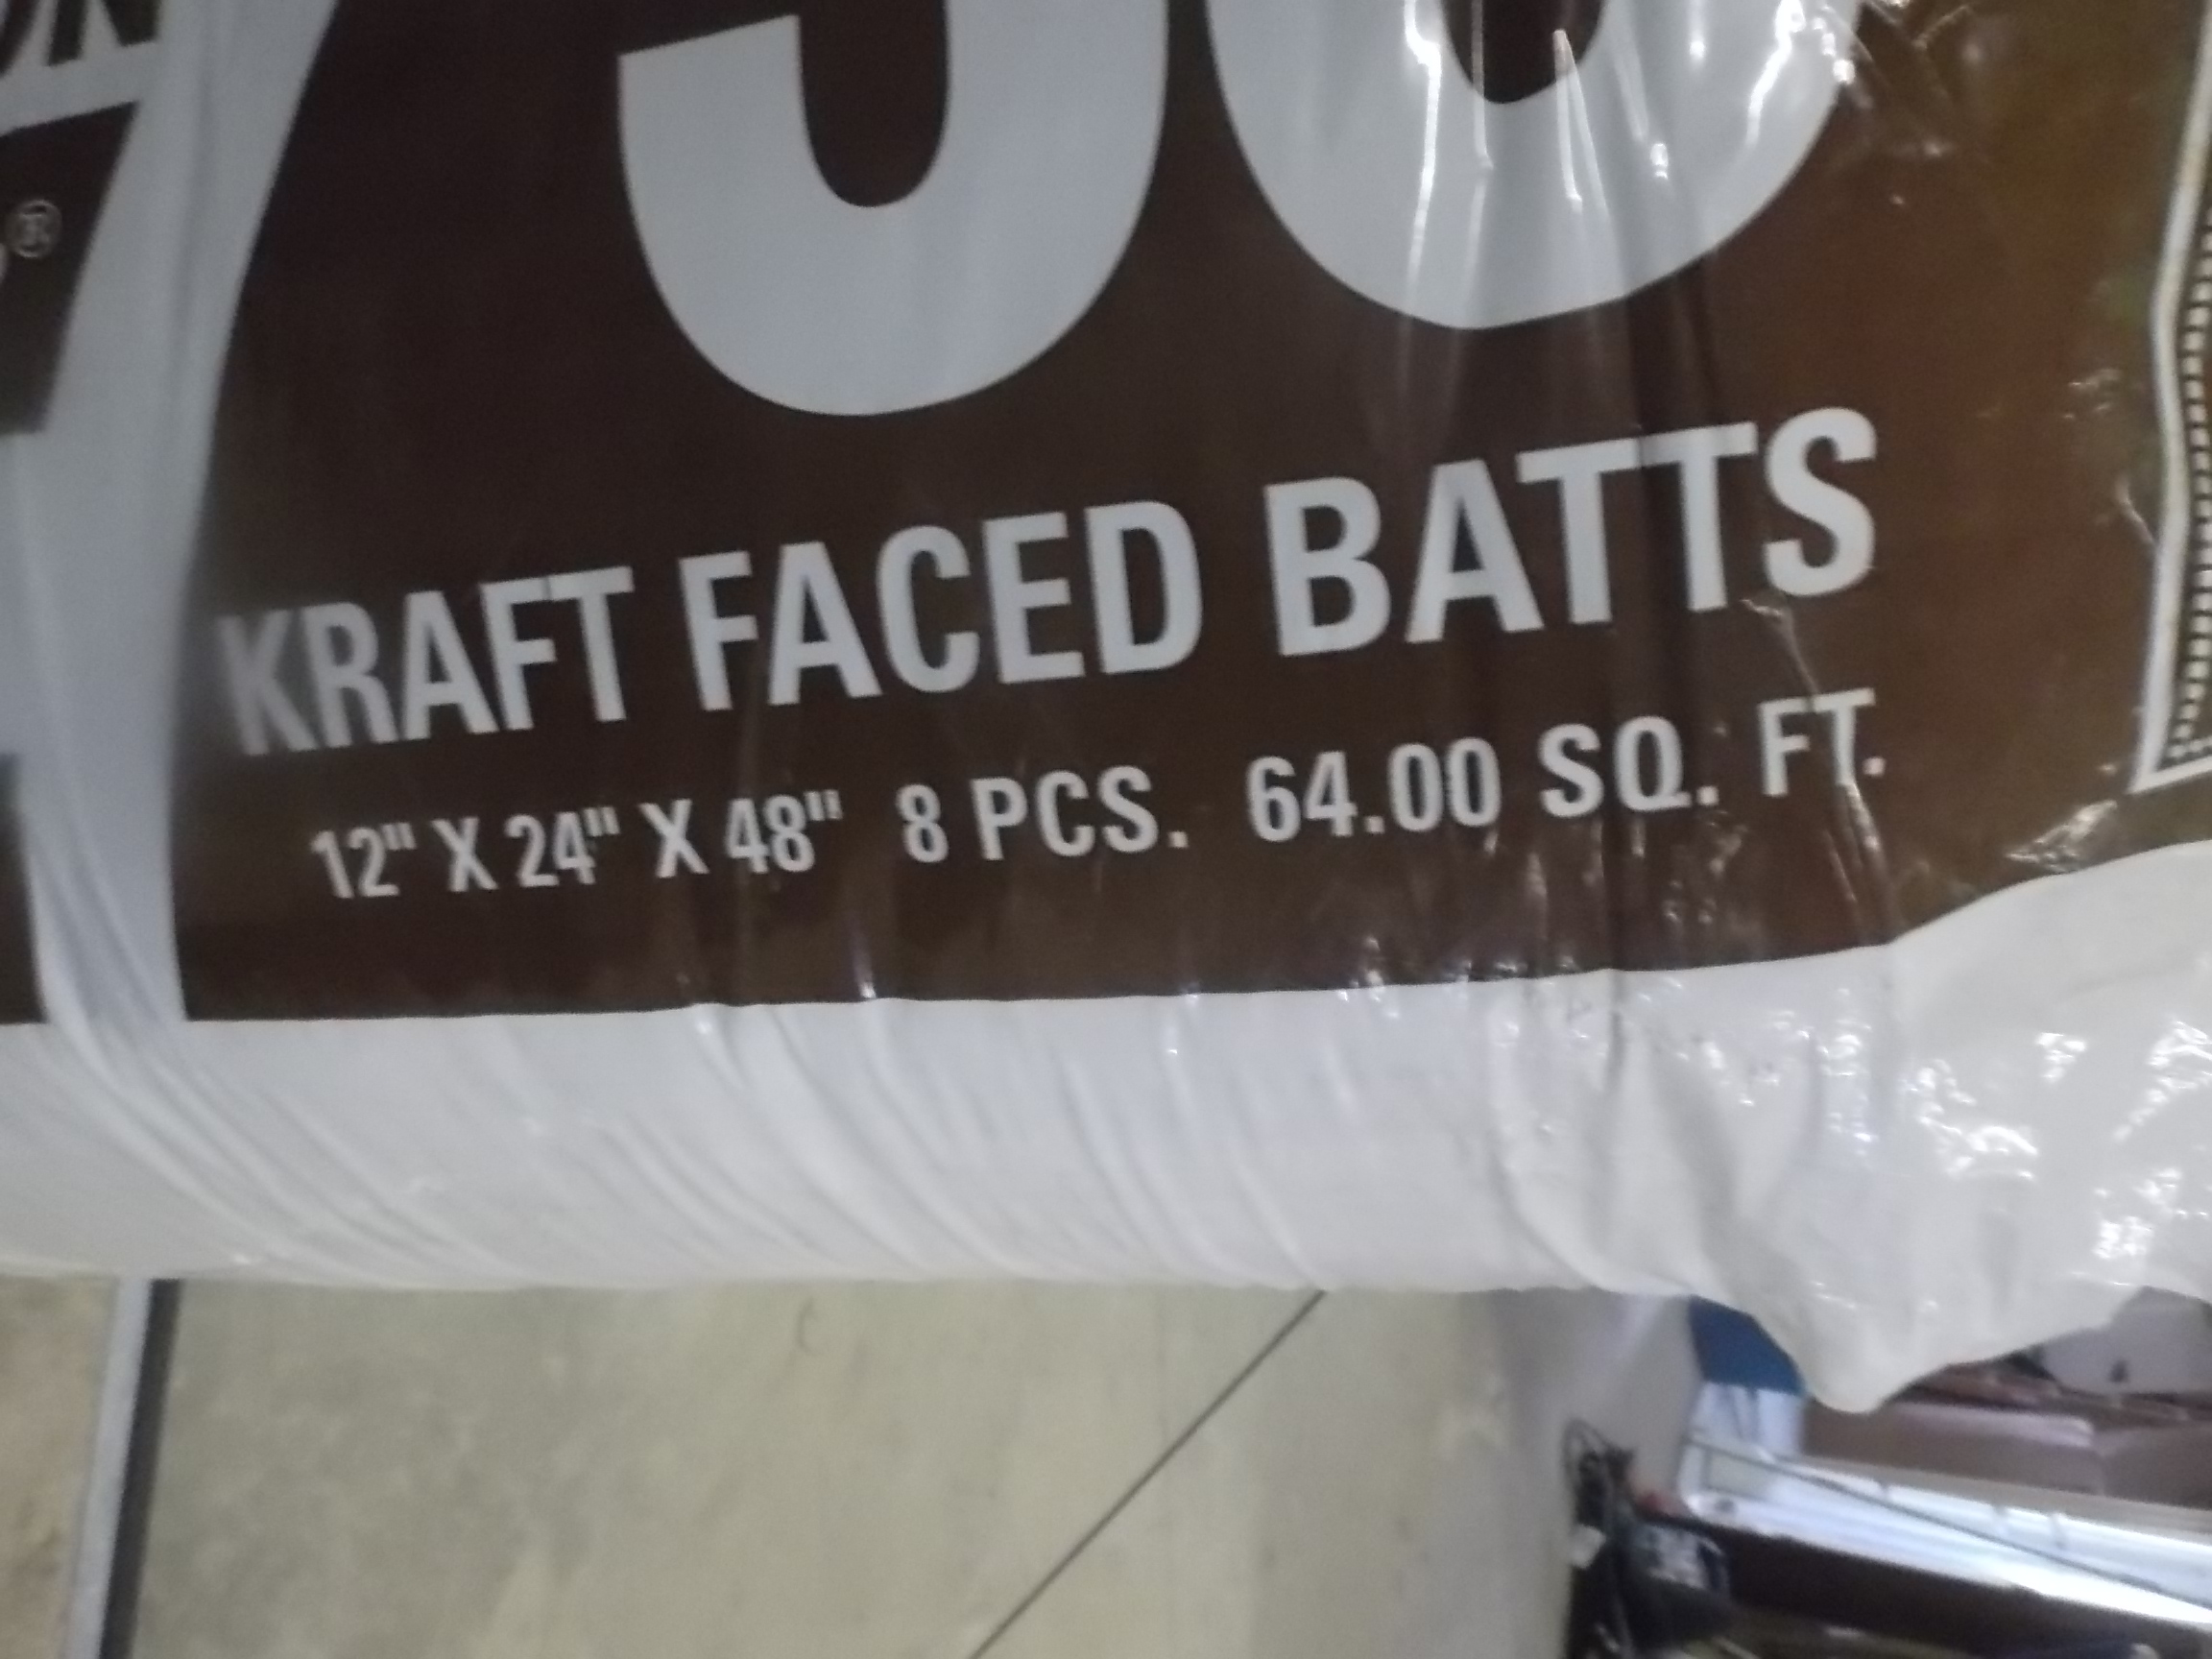 KRAFT FACED BATTS
12" X 24" X 48" 8 PCS. 64.00 SQ. FT.